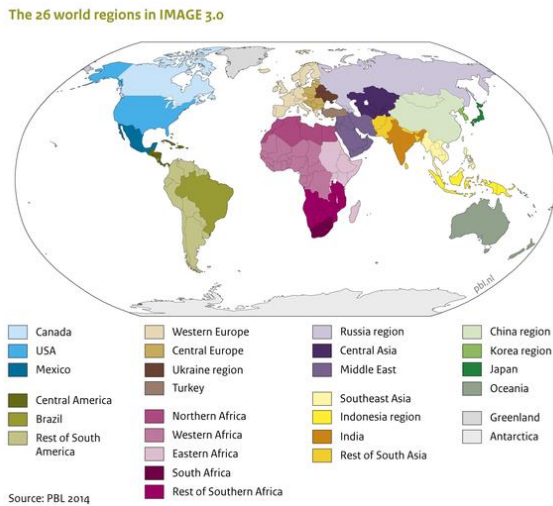 The 26 world regions in IMAGE 3.0
pbl.nl
Canada
USA
Mexico
Central America
Brazil
Rest of South
America
Western Europe
Central Europe
Ukraine region
Turkey
Northern Africa
Western Africa
Eastern Africa
South Africa
Rest of Southern Africa
Russia region
Central Asia
Middle East
Southeast Asia
Indonesia region
India
Rest of South Asia
China region
Korea region
Japan
Oceania
Greenland
Antarctica
Source: PBL 2014